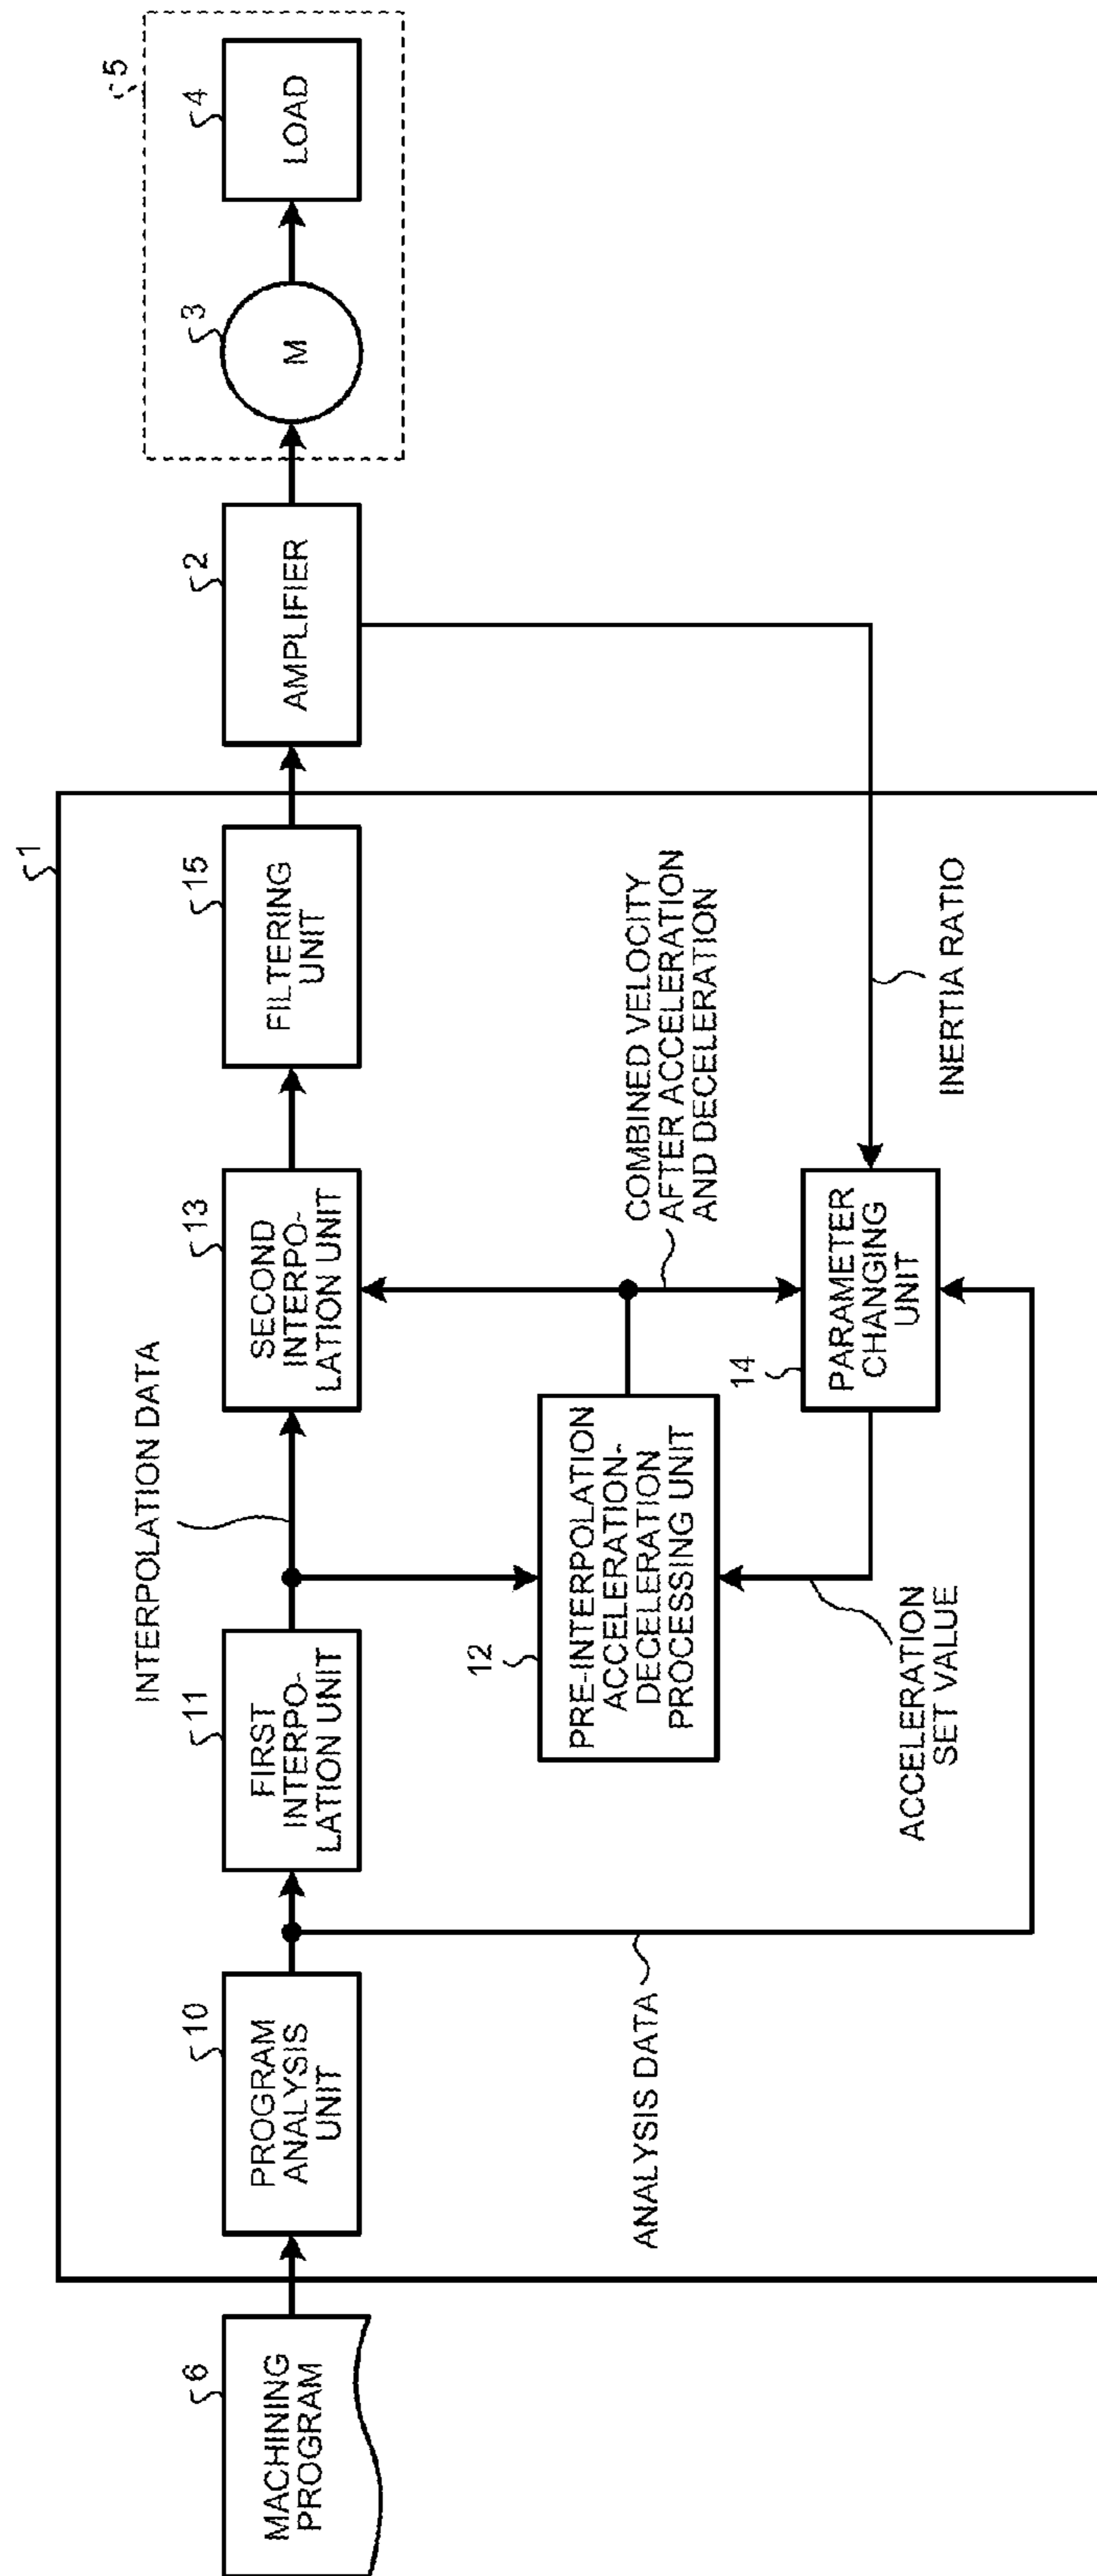 6
MACHINING
PROGRAM
1
10
PROGRAM
ANALYSIS
UNIT
ANALYSIS DATA
11
FIRST
INTERPO-
LATION UNIT
INTERPOLATION DATA
12
PRE-INTERPOLATION
ACCELERATION-
DECELERATION
PROCESSING UNIT
ACCELERATION
SET VALUE
13
SECOND
INTERPO-
LATION UNIT
COMBINED VELOCITY
AFTER ACCELERATION
AND DECELERATION
14
PARAMETER
CHANGING
UNIT
INERTIA RATIO
15
FILTERING
UNIT
2
AMPLIFIER
3
M
4
LOAD
5